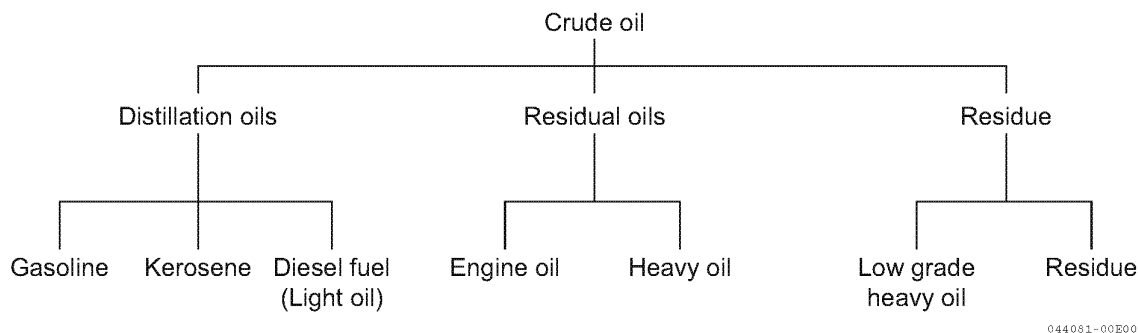 Crude oil
Distillation oils
Residual oils
Residue
Gasoline
Kerosene
Diesel fuel
(Light oil)
Engine oil
Heavy oil
Low grade
heavy oil
Residue
044081-00E00